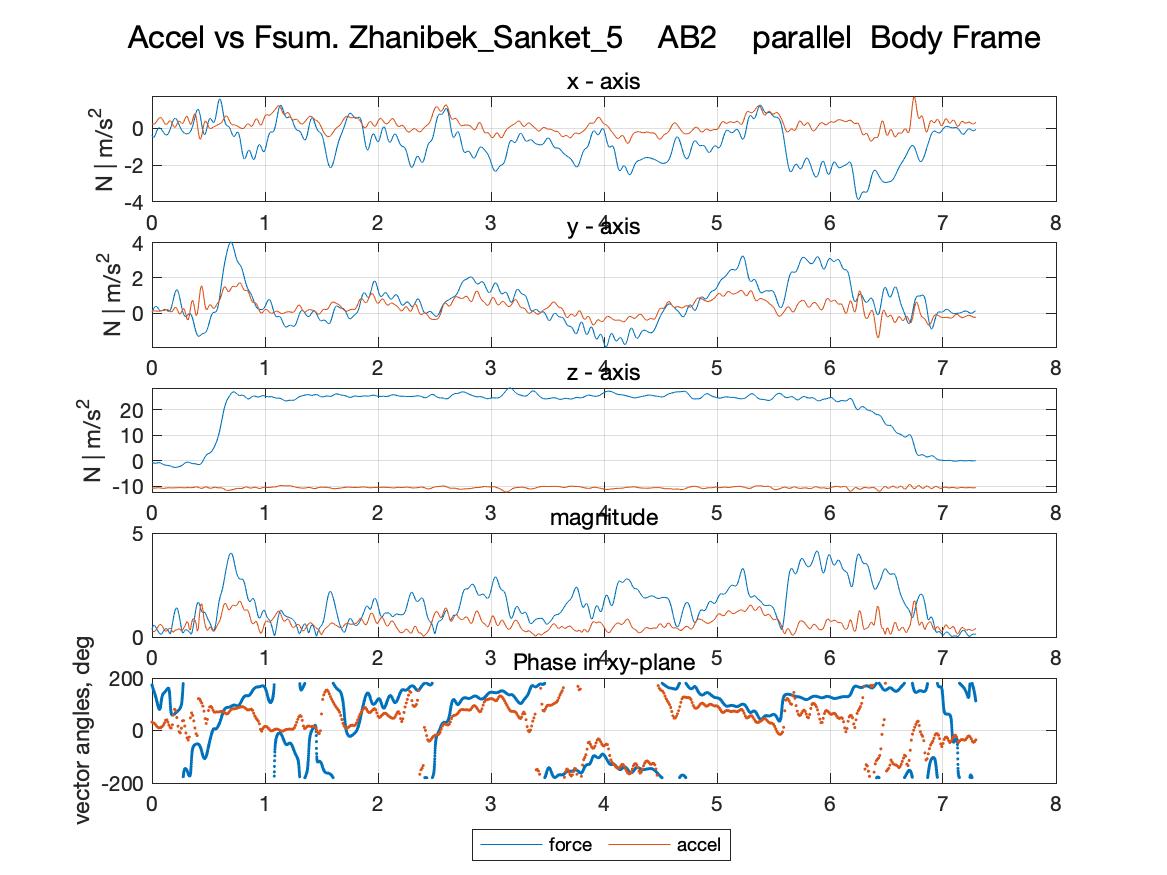 Accel vs Fsum. Zhanibek_Sanket_5 AB2 parallel Body Frame
x - axis
N | m/s²
0
-2
-4
0 1 2 3 4 5 6 7 8
y - axis
N | m/s²
4
2
0
0 1 2 3 4 5 6 7 8
z - axis
N | m/s²
20
10
0
-10
0 1 2 3 4 5 6 7 8
magnitude
5
0
0 1 2 3 4 5 6 7 8
Phase in xy-plane
vector angles, deg
200
0
-200
0 1 2 3 4 5 6 7 8
force accel